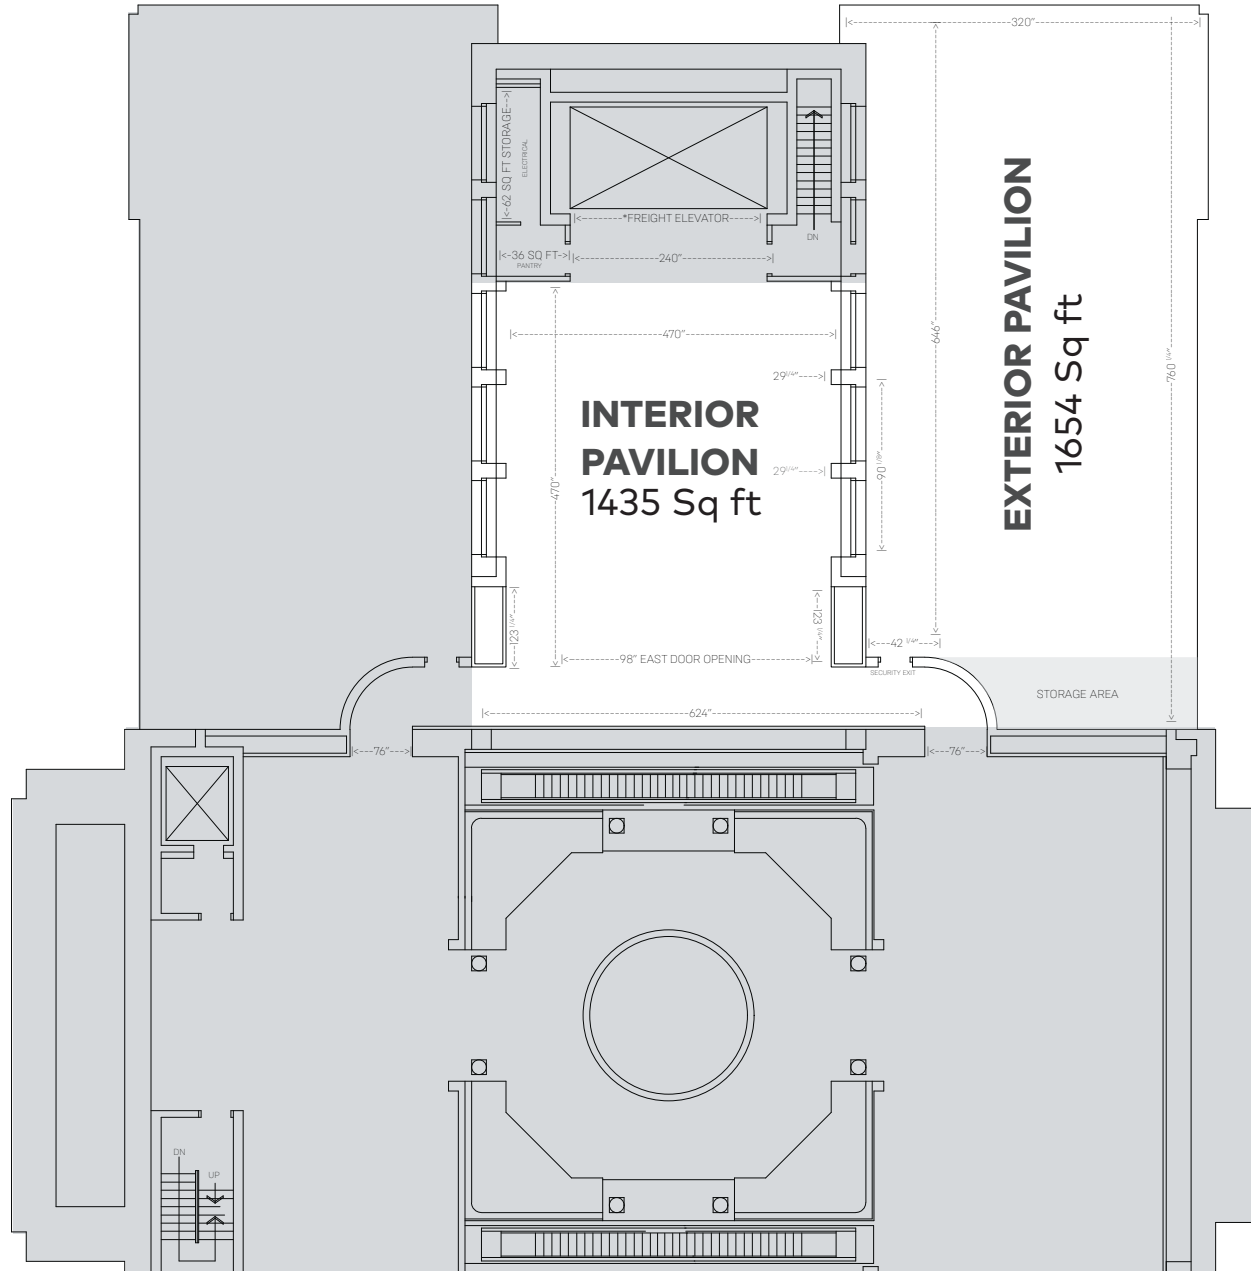 320"
62 SQ FT STORAGE
ELECTRICAL
*FREIGHT ELEVATOR
DN
36 SQ FT
PANTRY
240"
470"
29 1/4"
INTERIOR
PAVILION
1435 Sq ft
29 1/4"
470"
90 1/8"
646"
EXTERIOR PAVILION
1654 Sq ft
760 1/4"
123 1/4"
123 1/4"
98" EAST DOOR OPENING
42 1/4"
SECURITY EXIT
STORAGE AREA
624"
76"
76"
DN
UP